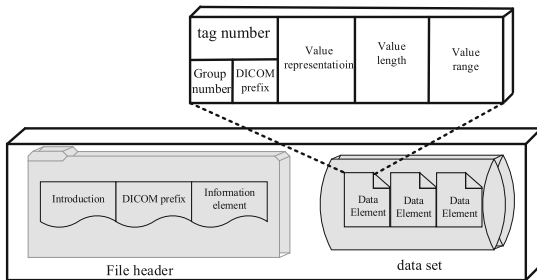 tag number
Group
number
DICOM
prefix
Value
representatioin
Value
length
Value
range
Introduction
DICOM prefix
Information
element
File header
Data
Element
Data
Element
Data
Element
data set